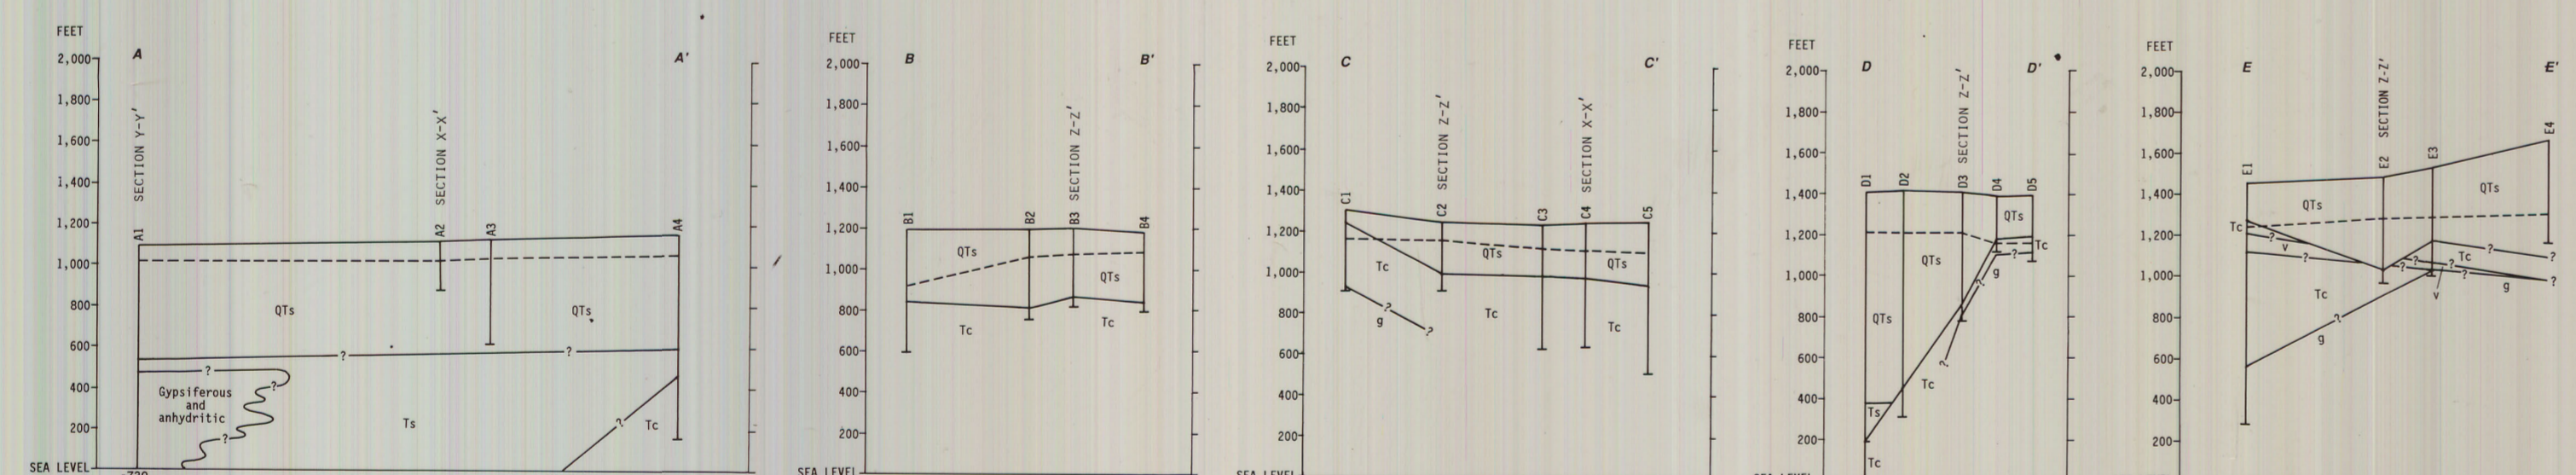 FEET
A
A'
2,000
1,800
1,600
1,400
1,200
1,000
800
600
400
200
SEA LEVEL
SECTION Y-Y'
SECTION X-X'
A1
A2
A3
A4
QTs
QTs
?
?
?
?
?
?
Gypsiferous
and
anhydritic
Ts
Tc
FEET
B
B'
2,000
1,800
1,600
1,400
1,200
1,000
800
600
400
200
SEA LEVEL
SECTION Z-Z'
B1
B2
B3
B4
QTs
QTs
Tc
Tc
FEET
C
C'
2,000
1,800
1,600
1,400
1,200
1,000
800
600
400
200
SEA LEVEL
SECTION Z-Z'
SECTION X-X'
C1
C2
C3
C4
C5
QTs
QTs
Tc
Tc
Tc
?
?
g
FEET
D
D'
2,000
1,800
1,600
1,400
1,200
1,000
800
600
400
200
SEA LEVEL
SECTION Z-Z'
D1
D2
D3
D4
D5
QTs
QTs
QTs
Tc
?
?
?
g
Ts
Tc
Tc
FEET
E
E'
2,000
1,800
1,600
1,400
1,200
1,000
800
600
400
200
SECTION Z-Z'
E1
E2
E3
E4
QTs
QTs
Tc
?
v
?
?
?
?
?
?
?
?
Tc
Tc
v
g
?
g